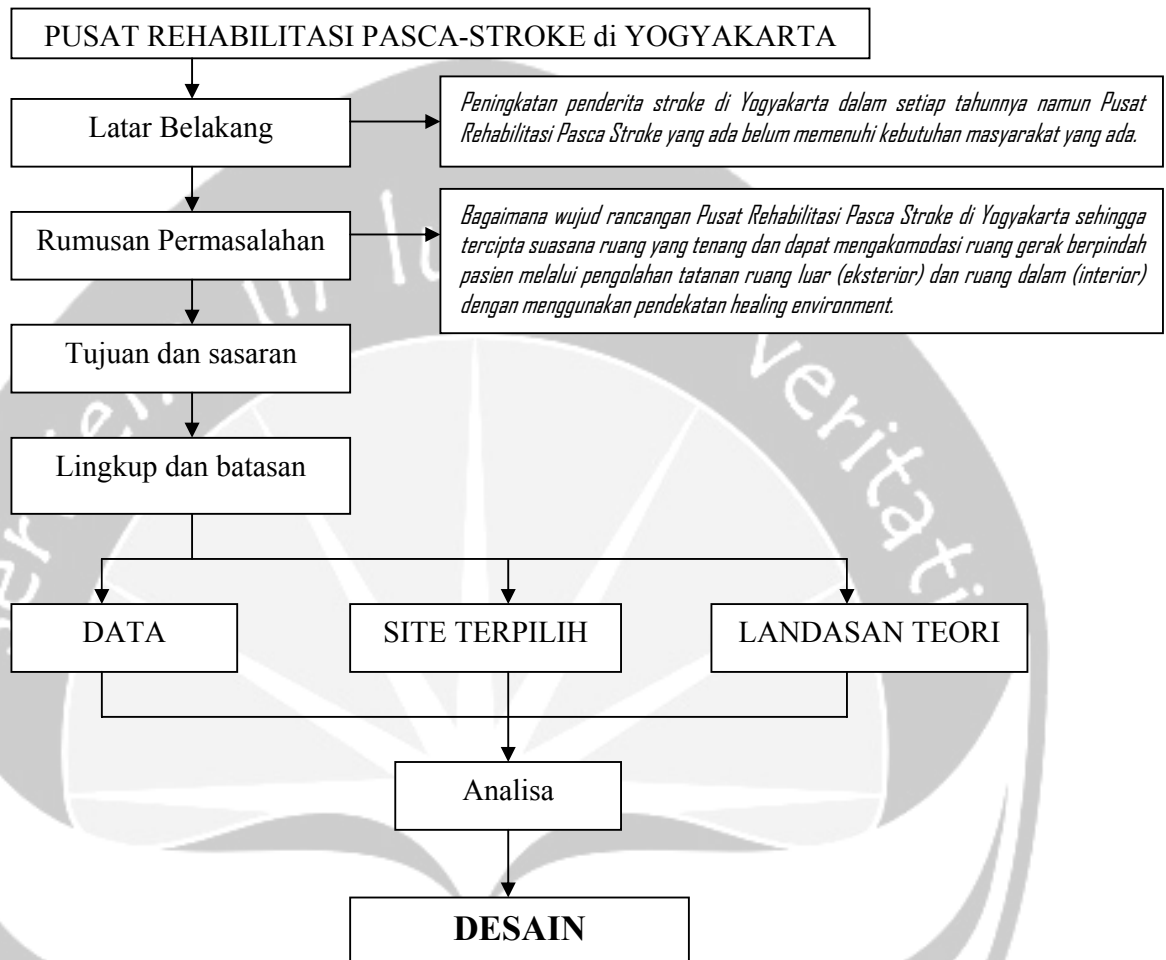 PUSAT REHABILITASI PASCA-STROKE di YOGYAKARTA
Latar Belakang
Peningkatan penderita stroke di Yogyakarta dalam setiap tahunnya namun Pusat
Rehabilitasi Pasca Stroke yang ada belum memenuhi kebutuhan masyarakat yang ada.
Rumusan Permasalahan
Bagaimana wujud rancangan Pusat Rehabilitasi Pasca Stroke di Yogyakarta sehingga
tercipta suasana ruang yang tenang dan dapat mengakomodasi ruang gerak berpindah
pasien melalui pengolahan tatanan ruang luar (eksterior) dan ruang dalam (interior)
dengan menggunakan pendekatan healing environment.
Tujuan dan sasaran
Lingkup dan batasan
DATA
SITE TERPILIH
LANDASAN TEORI
Analisa
DESAIN